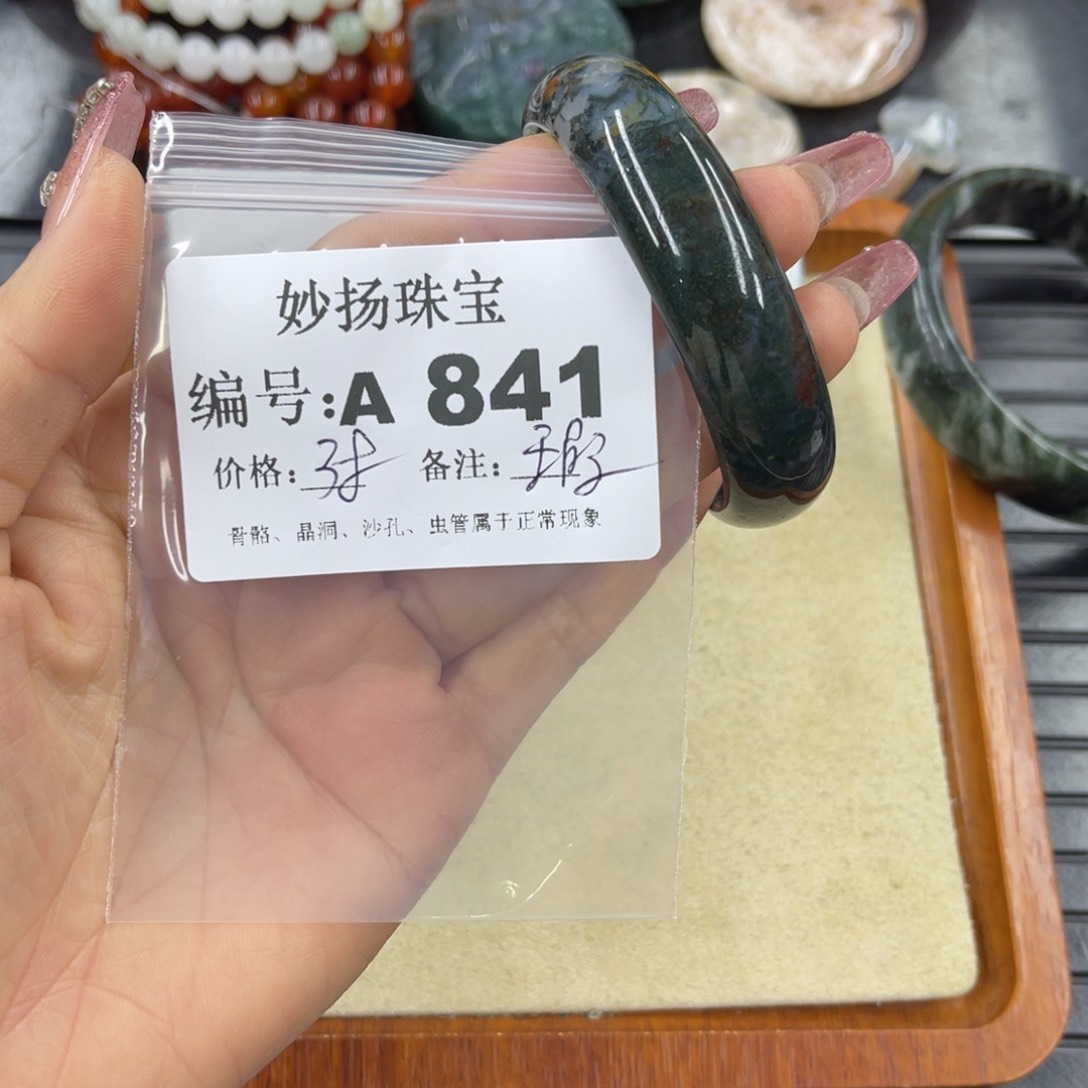 妙扬珠宝
编号:A 841
价格: 备注:
骨骼、晶洞、沙孔、虫管属于正常现象